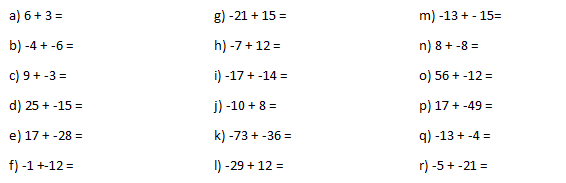 a) 6 + 3 =
b) -4 + -6 =
c) 9 + -3 =
d) 25 + -15 =
e) 17 + -28 =
f) -1 +-12 =
g) -21 + 15 =
h) -7 + 12 =
i) -17 + -14 =
j) -10 + 8 =
k) -73 + -36 =
l) -29 + 12 =
m) -13 + - 15=
n) 8 + -8 =
o) 56 + -12 =
p) 17 + -49 =
q) -13 + -4 =
r) -5 + -21 =